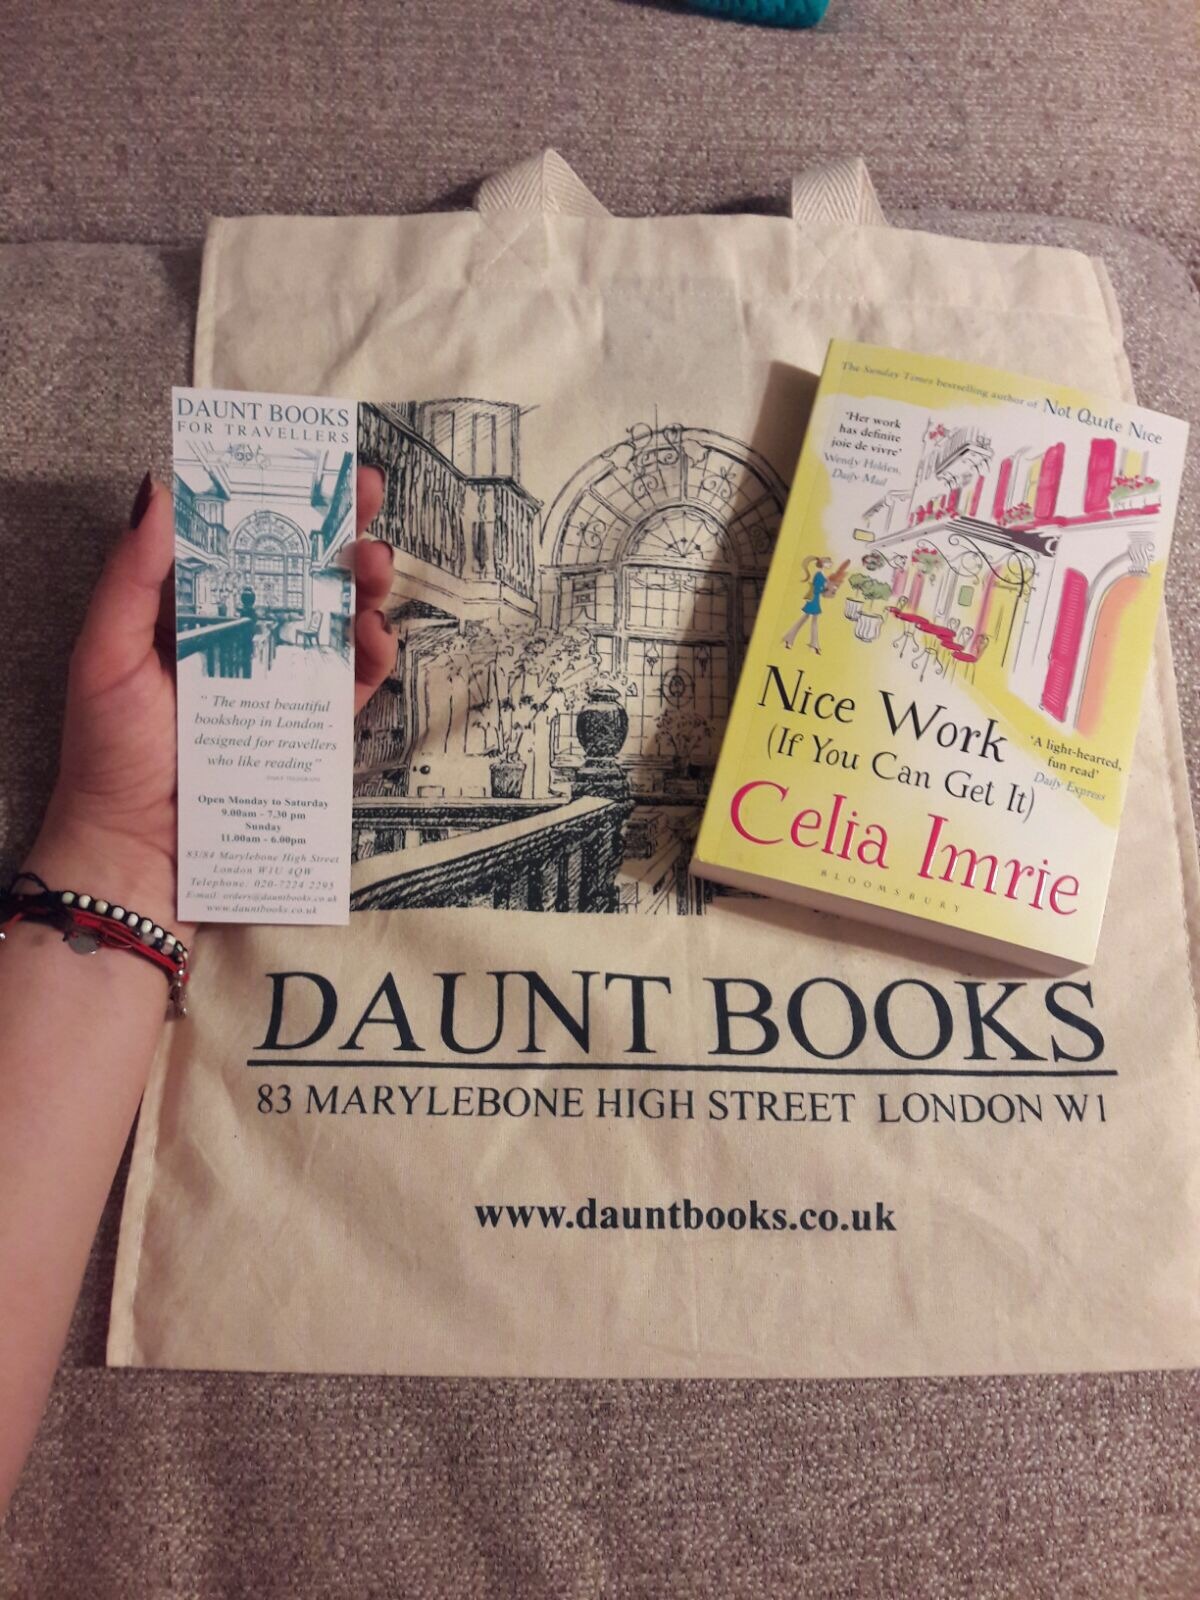 DAUNT BOOKS
FOR TRAVELLERS
“ The most beautiful
bookshop in London -
designed for travellers
who like reading”
DAILY TELEGRAPH
Open Monday to Saturday
9.00am - 7.30 pm
Sunday
11.00am - 6.00pm
83/84 Marylebone High Street
London W1U 4QW
Telephone: 020-7224 2295
E-mail: orders@dauntbooks.co.uk
www.dauntbooks.co.uk
The Sunday Times bestselling author of Not Quite Nice
‘Her work
has definite
joie de vivre’
Wendy Holden,
Daily Mail
Nice Work
(If You Can Get It)
‘A light-hearted,
fun read’
Daily Express
Celia Imrie
BLOOMSBURY
DAUNT BOOKS
83 MARYLEBONE HIGH STREET LONDON W1
www.dauntbooks.co.uk